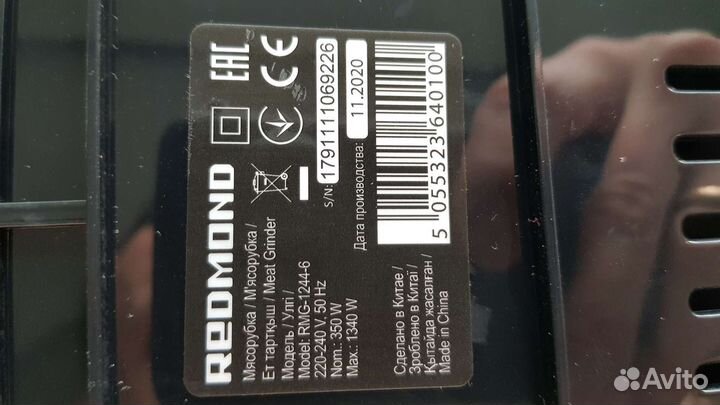 REDMOND
EAC
CE
Мясорубка / М'ясорубка /
Ет тартқыш / Meat Grinder
Модель / Улгі /
Model: RMG-1244-6
220-240 V, 50 Hz
Nom.: 350 W
Max.: 1340 W
S/N: 1791111069226
Дата производства: 11.2020
5 055323 640100
Сделано в Китае /
Зроблено в Китаї /
Қытайда жасалған /
Made in China
Avito